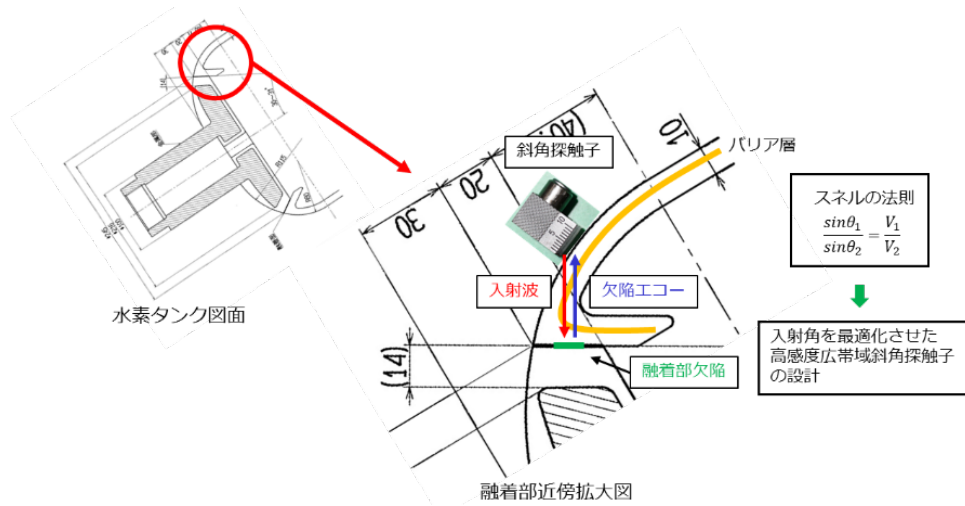 水素タンク図面
30
20
(40.
10
(14)
斜角探触子
バリア層
入射波
欠陥エコー
融着部欠陥
融着部近傍拡大図
スネルの法則
sinθ₁/sinθ₂ = V₁/V₂
入射角を最適化させた
高感度広帯域斜角探触子
の設計